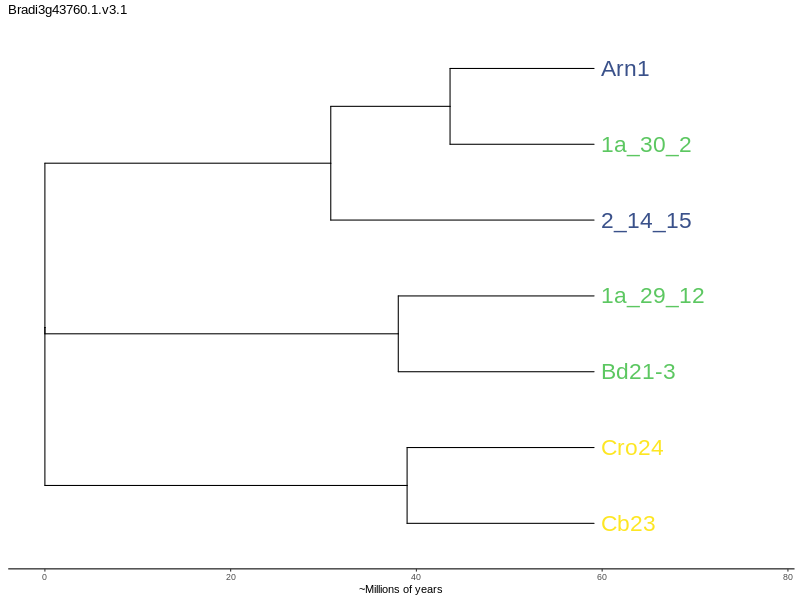 Bradi3g43760.1.v3.1
Arn1
1a_30_2
2_14_15
1a_29_12
Bd21-3
Cro24
Cb23
0 20 40 60 80
~Millions of years